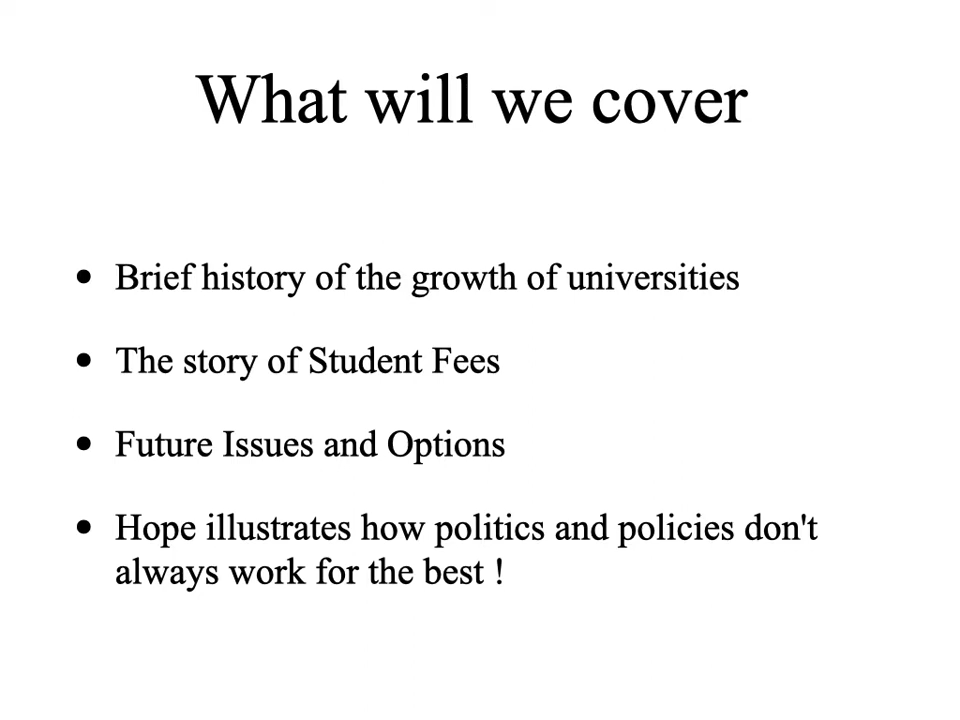 What will we cover
• Brief history of the growth of universities
• The story of Student Fees
• Future Issues and Options
• Hope illustrates how politics and policies don't
always work for the best !